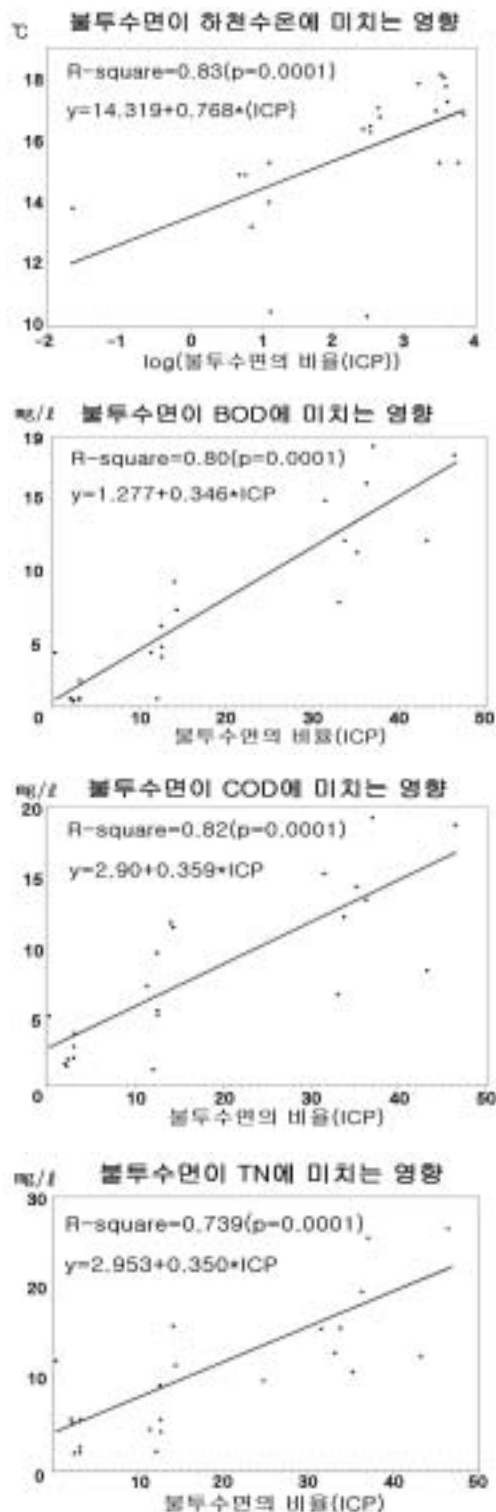 ℃ 불투수면이 하천수온에 미치는 영향
R-square=0.83(p=0.0001)
y=14.319+0.768*(ICP)
18
16
14
12
10
-2 -1 0 1 2 3 4
log(불투수면의 비율(ICP))
㎎/ℓ 불투수면이 BOD에 미치는 영향
19
R-square=0.80(p=0.0001)
15
y=1.277+0.346*ICP
10
5
0 10 20 30 40 50
불투수면의 비율(ICP)
㎎/ℓ 불투수면이 COD에 미치는 영향
20
R-square=0.82(p=0.0001)
y=2.90+0.359*ICP
15
10
5
0 10 20 30 40 50
불투수면의 비율(ICP)
㎎/ℓ 불투수면이 TN에 미치는 영향
30
R-square=0.739(p=0.0001)
y=2.953+0.350*ICP
20
10
0 10 20 30 40 50
불투수면의 비율(ICP)